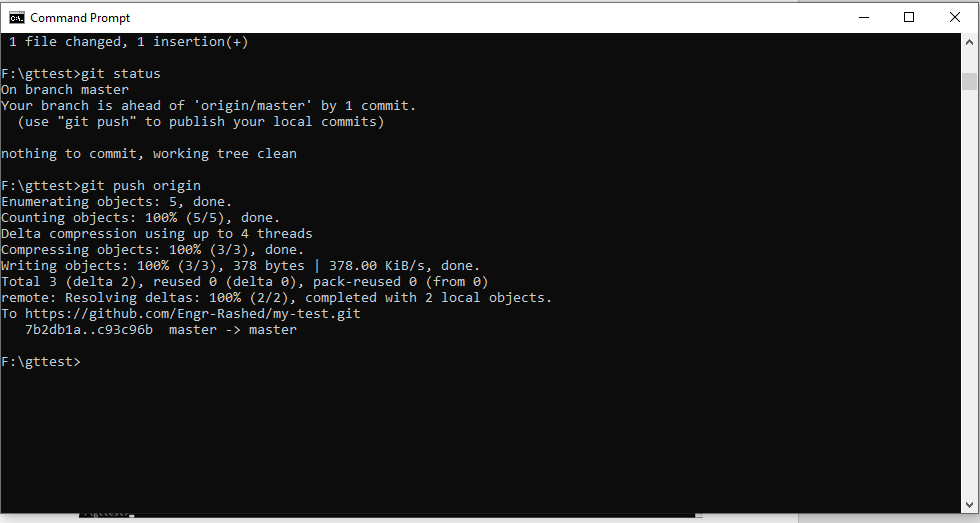 Command Prompt
1 file changed, 1 insertion(+)
F:\gttest>git status
On branch master
Your branch is ahead of 'origin/master' by 1 commit.
(use "git push" to publish your local commits)
nothing to commit, working tree clean
F:\gttest>git push origin
Enumerating objects: 5, done.
Counting objects: 100% (5/5), done.
Delta compression using up to 4 threads
Compressing objects: 100% (3/3), done.
Writing objects: 100% (3/3), 378 bytes | 378.00 KiB/s, done.
Total 3 (delta 2), reused 0 (delta 0), pack-reused 0 (from 0)
remote: Resolving deltas: 100% (2/2), completed with 2 local objects.
To https://github.com/Engr-Rashed/my-test.git
7b2db1a..c93c96b  master -> master
F:\gttest>